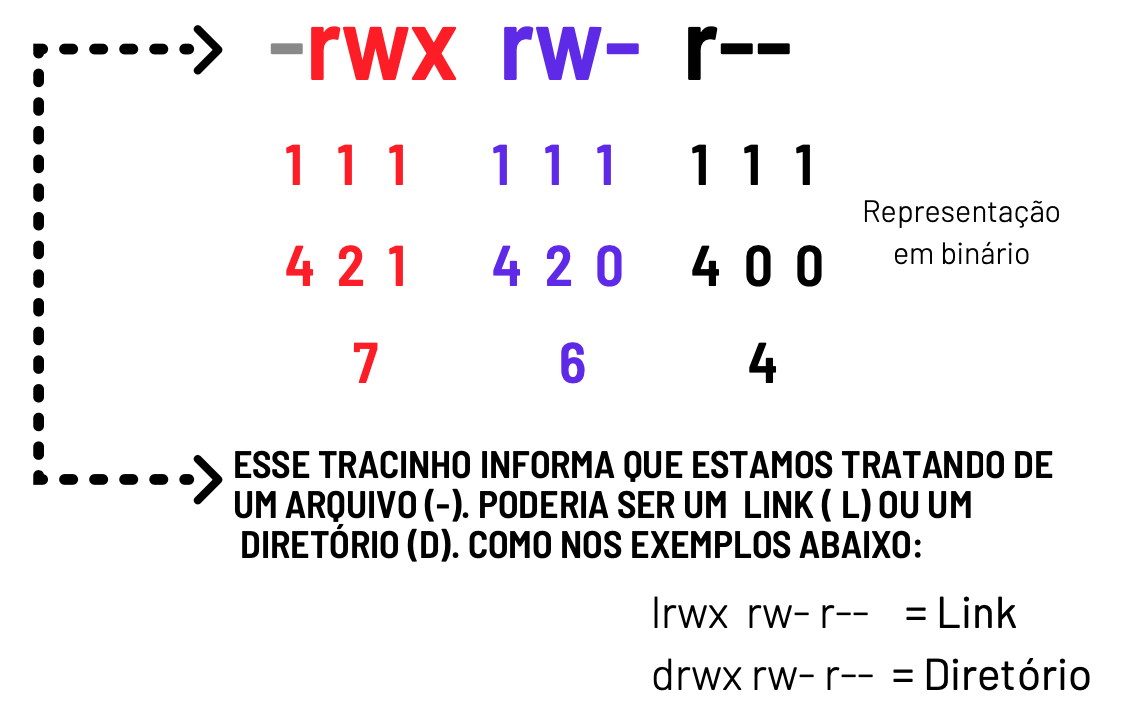 -rwx rw- r--
1 1 1 1 1 1 1 1 1
Representação
em binário
4 2 1 4 2 0 4 0 0
7 6 4
ESSE TRACINHO INFORMA QUE ESTAMOS TRATANDO DE
UM ARQUIVO (-). PODERIA SER UM LINK ( L) OU UM
DIRETÓRIO (D). COMO NOS EXEMPLOS ABAIXO:
lrwx rw- r-- = Link
drwx rw- r-- = Diretório